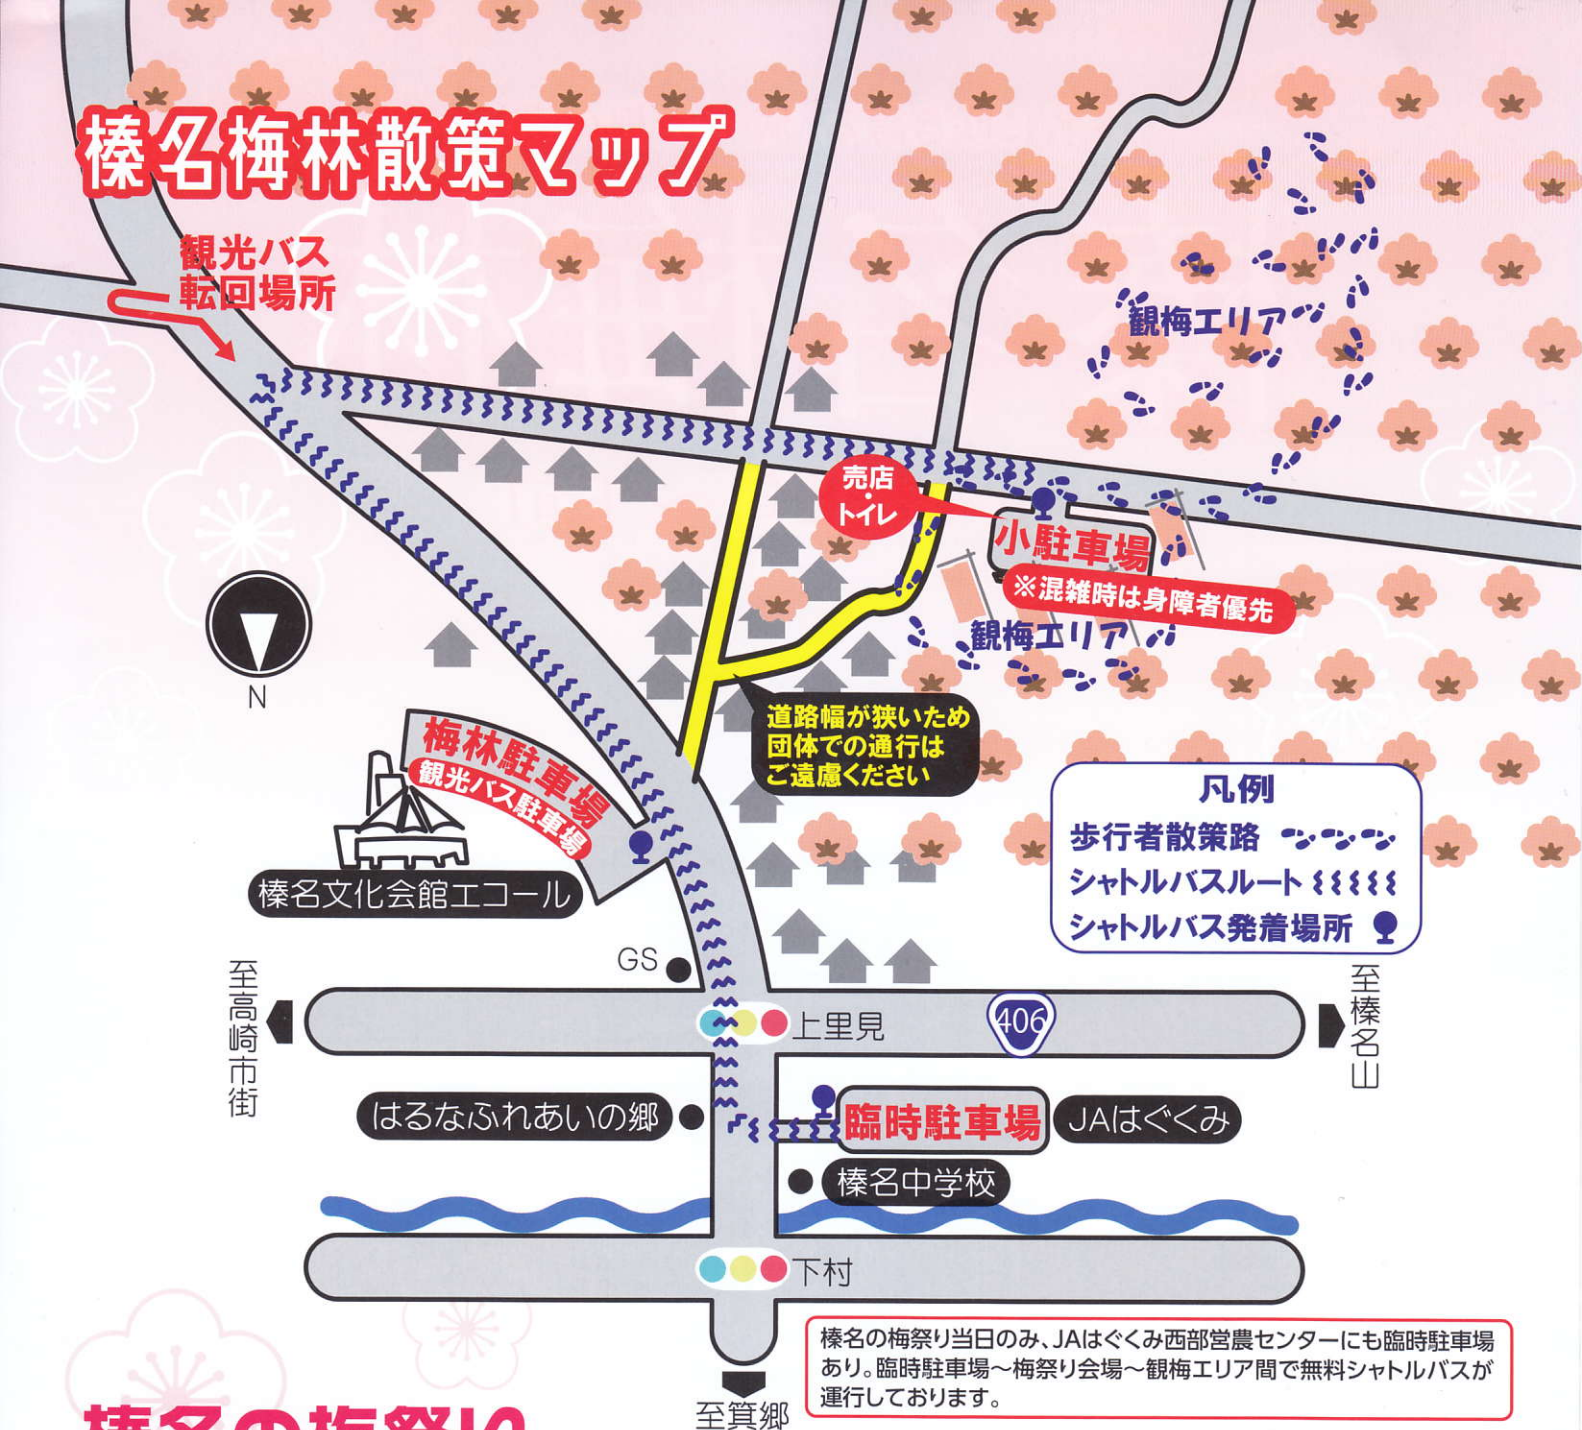 榛名梅林散策マップ
観光バス
転回場所
観梅エリア
売店
・
トイレ
小駐車場
※混雑時は身障者優先
観梅エリア
N
道路幅が狭いため
団体での通行は
ご遠慮ください
梅林駐車場
観光バス駐車場
榛名文化会館エコール
凡例
歩行者散策路
シャトルバスルート
シャトルバス発着場所
GS
至高崎市街
上里見
406
至榛名山
はるなふれあいの郷
臨時駐車場
JAはぐくみ
榛名中学校
下村
榛名の梅祭り当日のみ、JAはぐくみ西部営農センターにも臨時駐車場
あり。臨時駐車場～梅祭り会場～観梅エリア間で無料シャトルバスが
運行しております。
至箕郷
榛名の梅祭り